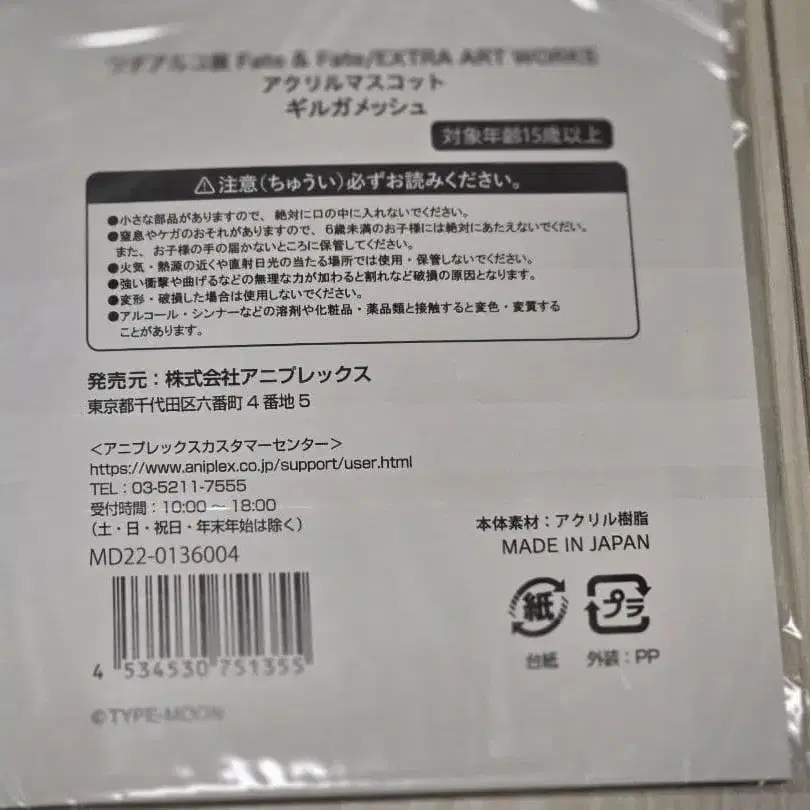 ワダアルコ展 Fate & Fate/EXTRA ART WORKS
アクリルマスコット
ギルガメッシュ
対象年齢15歳以上
⚠注意(ちゅうい)必ずお読みください。
●小さな部品がありますので、絶対に口の中に入れないでください。
●窒息やケガのおそれがありますので、6歳未満のお子様には絶対にあたえないでください。
また、お子様の手の届かないところに保管してください。
●火気・熱源の近くや直射日光の当たる場所では使用・保管しないでください。
●強い衝撃や曲げるなどの無理な力が加わると割れなど破損の原因となります。
●変形・破損した場合は使用しないでください。
●アルコール・シンナーなどの溶剤や化粧品・薬品類と接触すると変色・変質する
ことがあります。
発売元:株式会社アニプレックス
東京都千代田区六番町4番地5
<アニプレックスカスタマーセンター>
https://www.aniplex.co.jp/support/user.html
TEL:03-5211-7555
受付時間:10:00~18:00
(土・日・祝日・年末年始は除く)
MD22-0136004
4 534530 751355
©TYPE-MOON
本体素材:アクリル樹脂
MADE IN JAPAN
紙 プラ
台紙 外装:PP